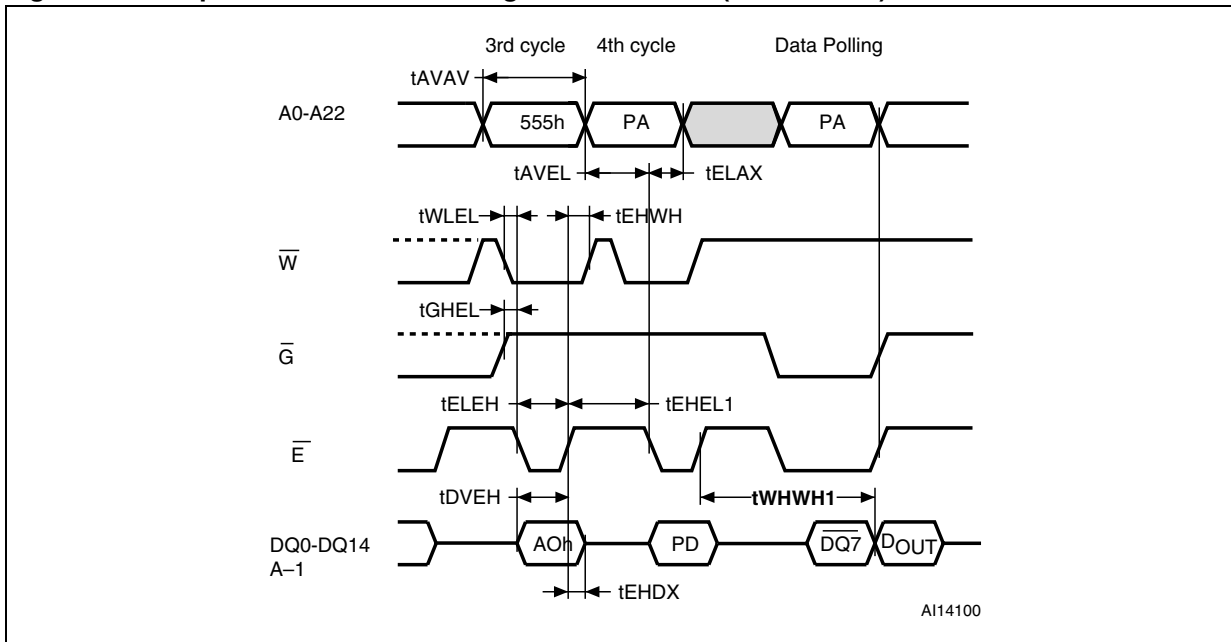 3rd cycle 4th cycle Data Polling
tAVAV
A0-A22 555h PA PA
tAVEL tELAX
tWLEL tEHWH
W
tGHEL
G
tELEH tEHEL1
E
tDVEH tWHWH1
DQ0-DQ14 AOh PD DQ7 DOUT
A–1
tEHDX
AI14100